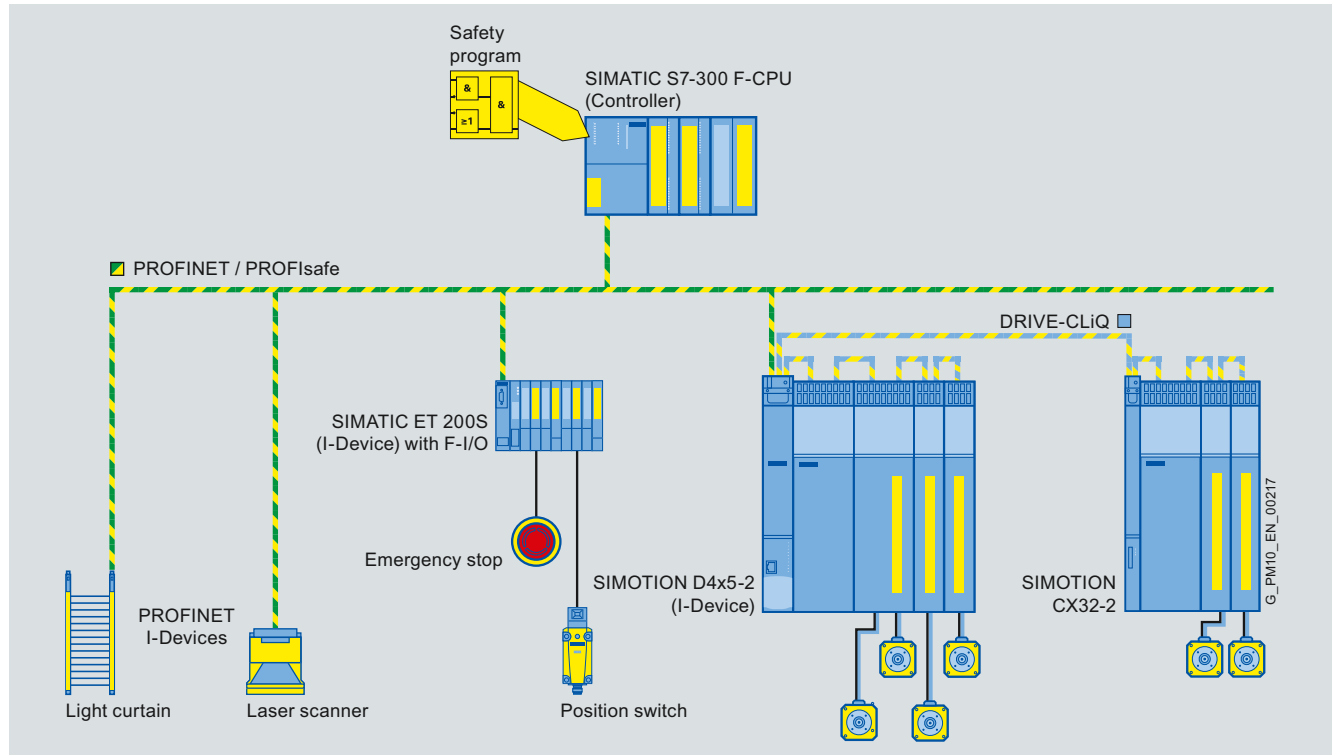 Safety
program
&
≥1
&
SIMATIC S7-300 F-CPU
(Controller)
PROFINET / PROFIsafe
DRIVE-CLiQ
SIMATIC ET 200S
(I-Device) with F-I/O
Emergency stop
SIMOTION D4x5-2
(I-Device)
SIMOTION
CX32-2
PROFINET
I-Devices
Light curtain
Laser scanner
Position switch
G_PM10_EN_00217